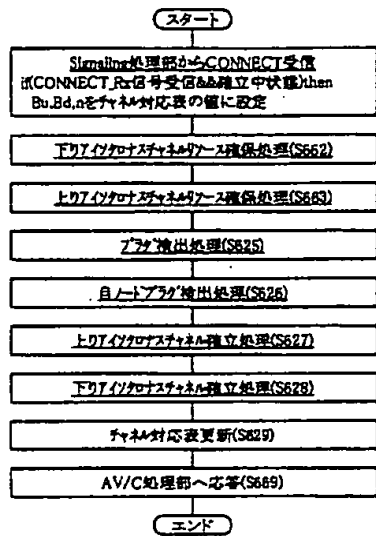 スタート
Signaling処理部からCONNECT受信
if(CONNECT_Rx信号受信&&確立中状態)then
Bu,Bd,nをチャネル対応表の値に設定
下りアイソクロナスチャネルリソース確保処理(S662)
上りアイソクロナスチャネルリソース確保処理(S663)
プラグ検出処理(S625)
自ノードプラグ検出処理(S626)
上りアイソクロナスチャネル確立処理(S627)
下りアイソクロナスチャネル確立処理(S628)
チャネル対応表更新(S629)
AV/C処理部へ応答(S669)
エンド